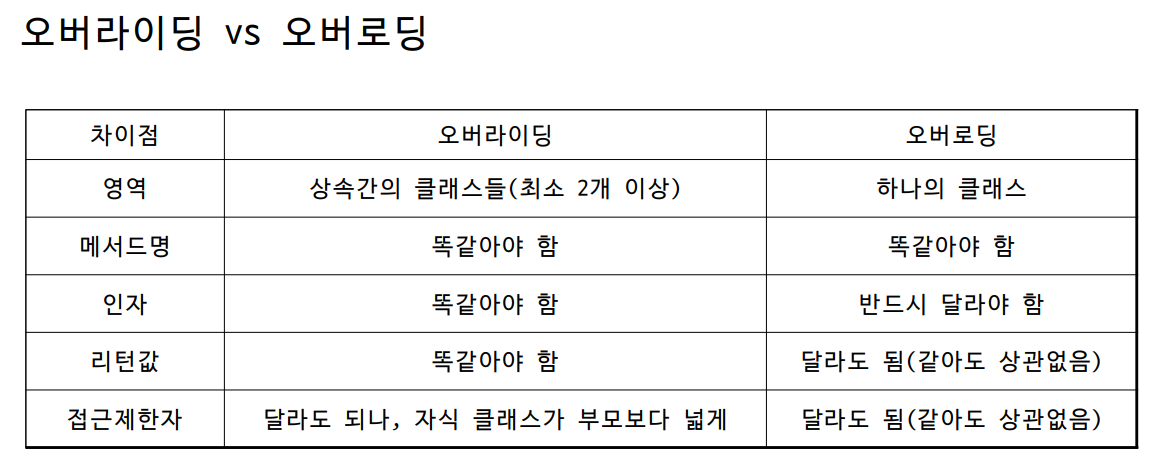 오버라이딩 vs 오버로딩
차이점 오버라이딩 오버로딩
영역 상속간의 클래스들(최소 2개 이상) 하나의 클래스
메서드명 똑같아야 함 똑같아야 함
인자 똑같아야 함 반드시 달라야 함
리턴값 똑같아야 함 달라도 됨(같아도 상관없음)
접근제한자 달라도 되나, 자식 클래스가 부모보다 넓게 달라도 됨(같아도 상관없음)